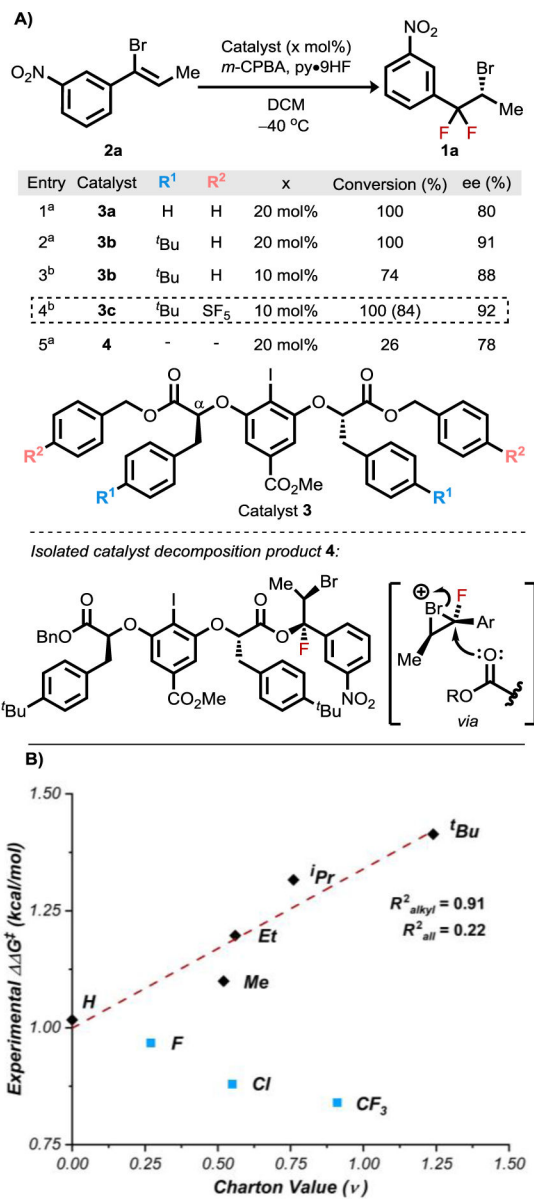 A)
Br
O₂N
Me
2a
Catalyst (x mol%)
m-CPBA, py•9HF
DCM
–40 °C
NO₂
Br
Me
F F
1a
Entry Catalyst R¹ R² x Conversion (%) ee (%)
1ᵃ 3a H H 20 mol% 100 80
2ᵃ 3b ᵗBu H 20 mol% 100 91
3ᵇ 3b ᵗBu H 10 mol% 74 88
4ᵇ 3c ᵗBu SF₅ 10 mol% 100 (84) 92
5ᵃ 4 - - 20 mol% 26 78
O I O
O α O O O
R² R²
R¹ CO₂Me R¹
Catalyst 3
Isolated catalyst decomposition product 4:
Me Br
O I O
BnO O O O F
ᵗBu CO₂Me ᵗBu NO₂
⊕ F
Br
Ar
Me :O:
RO
via
B)
Experimental ΔΔG‡ (kcal/mol)
1.50
1.25
1.00
0.75
H
F
Me
Et
Cl
ⁱPr
CF₃
ᵗBu
R²alkyl = 0.91
R²all = 0.22
0.00 0.25 0.50 0.75 1.00 1.25 1.50
Charton Value (ν)